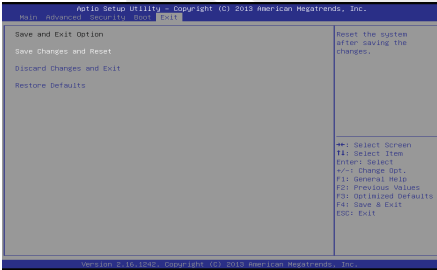 Aptio Setup Utility – Copyright (C) 2013 American Megatrends, Inc.
Main Advanced Security Boot Exit
Save and Exit Option
Save Changes and Reset
Discard Changes and Exit
Restore Defaults
Reset the system
after saving the
changes.
→←: Select Screen
↑↓: Select Item
Enter: Select
+/-: Change Opt.
F1: General Help
F2: Previous Values
F3: Optimized Defaults
F4: Save & Exit
ESC: Exit
Version 2.16.1242. Copyright (C) 2013 American Megatrends, Inc.